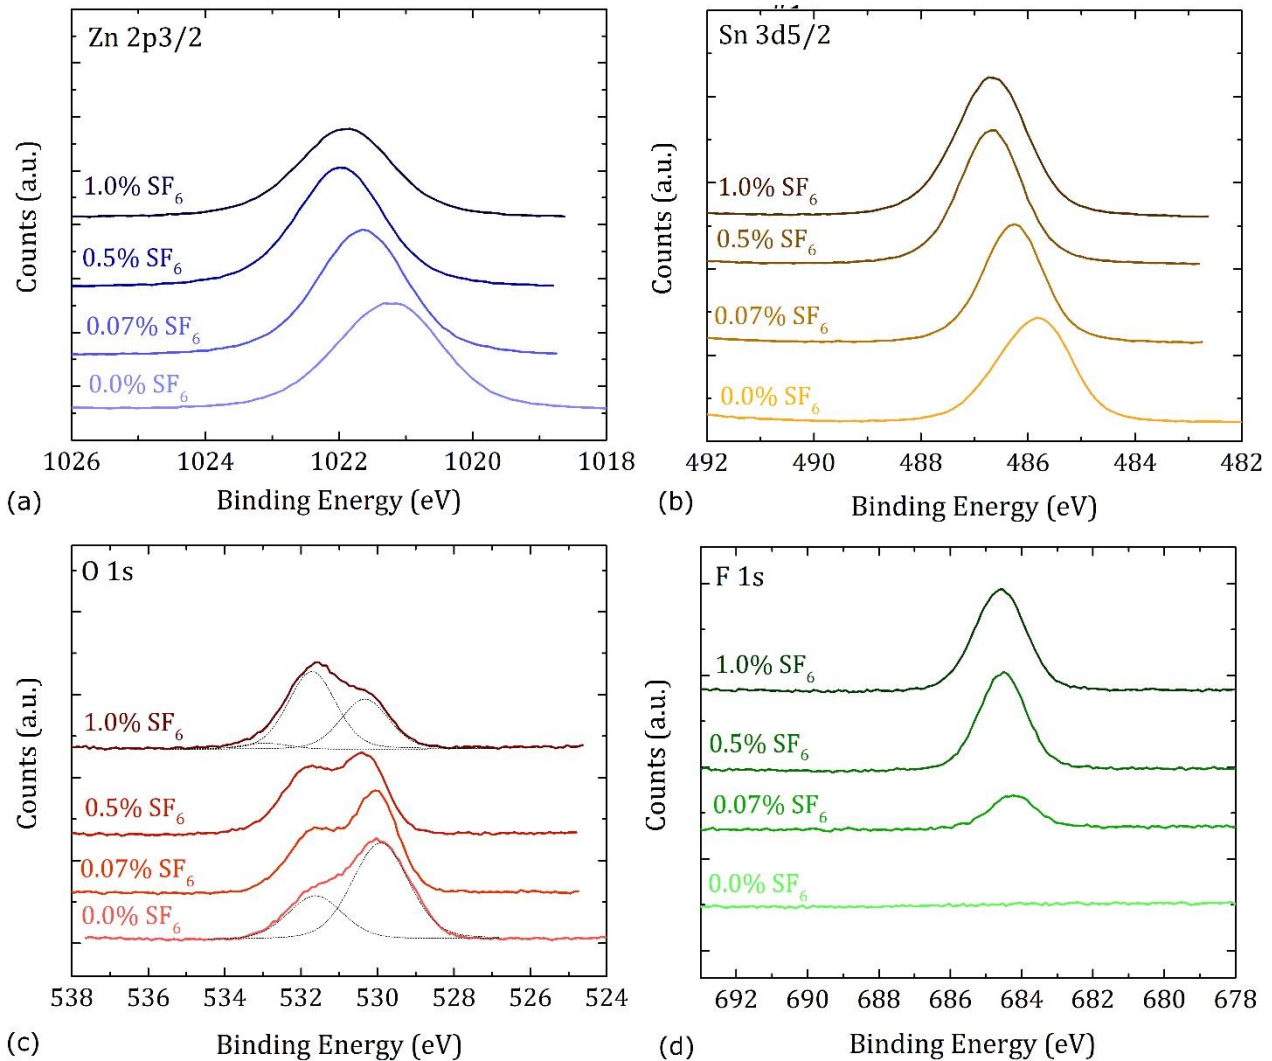 Zn 2p3/2
1.0% SF6
0.5% SF6
0.07% SF6
0.0% SF6
Counts (a.u.)
1026 1024 1022 1020 1018
Binding Energy (eV)
(a)
Sn 3d5/2
1.0% SF6
0.5% SF6
0.07% SF6
0.0% SF6
Counts (a.u.)
492 490 488 486 484 482
Binding Energy (eV)
(b)
O 1s
1.0% SF6
0.5% SF6
0.07% SF6
0.0% SF6
Counts (a.u.)
538 536 534 532 530 528 526 524
Binding Energy (eV)
(c)
F 1s
1.0% SF6
0.5% SF6
0.07% SF6
0.0% SF6
Counts (a.u.)
692 690 688 686 684 682 680 678
Binding Energy (eV)
(d)